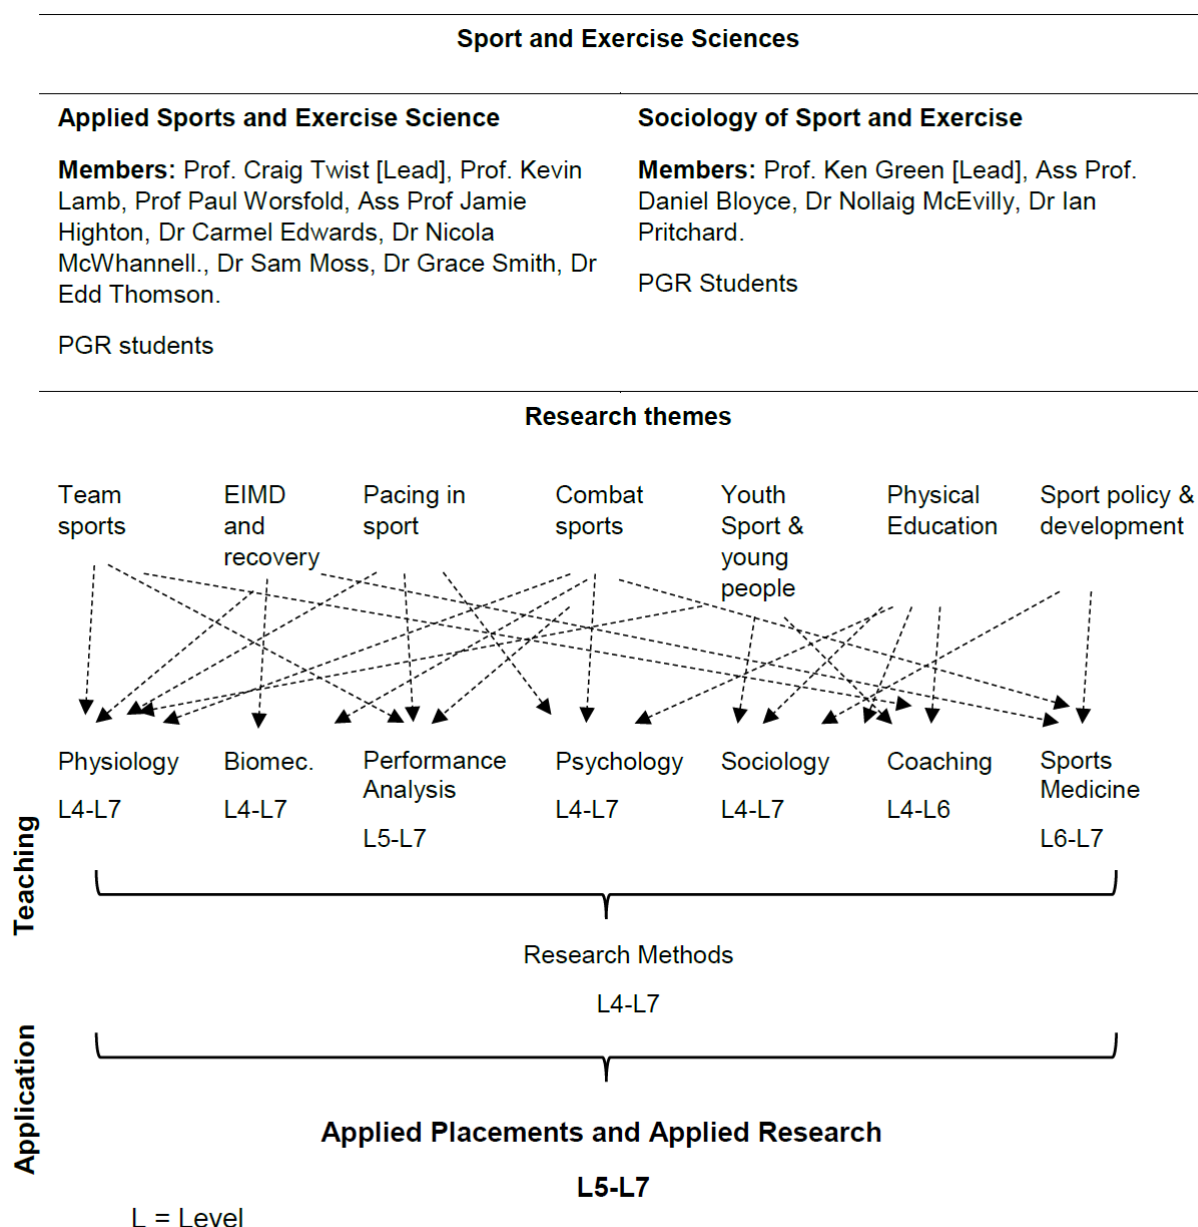 Sport and Exercise Sciences
Applied Sports and Exercise Science
Members: Prof. Craig Twist [Lead], Prof. Kevin
Lamb, Prof Paul Worsfold, Ass Prof Jamie
Highton, Dr Carmel Edwards, Dr Nicola
McWhannell., Dr Sam Moss, Dr Grace Smith, Dr
Edd Thomson.
PGR students
Sociology of Sport and Exercise
Members: Prof. Ken Green [Lead], Ass Prof.
Daniel Bloyce, Dr Nollaig McEvilly, Dr Ian
Pritchard.
PGR Students
Research themes
Team
sports
EIMD
and
recovery
Pacing in
sport
Combat
sports
Youth
Sport &
young
people
Physical
Education
Sport policy &
development
Teaching
Physiology
L4-L7
Biomec.
L4-L7
Performance
Analysis
L5-L7
Psychology
L4-L7
Sociology
L4-L7
Coaching
L4-L6
Sports
Medicine
L6-L7
Research Methods
L4-L7
Application
Applied Placements and Applied Research
L5-L7
L = Level